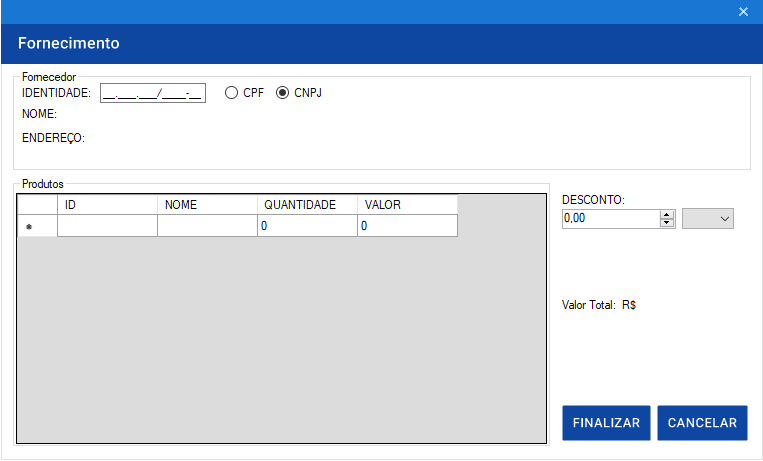 Fornecimento
Fornecedor
IDENTIDADE: __.___.___/____-__ CPF CNPJ
NOME:
ENDEREÇO:
Produtos
ID NOME QUANTIDADE VALOR
* 0 0
DESCONTO:
0,00
Valor Total: R$
FINALIZAR CANCELAR